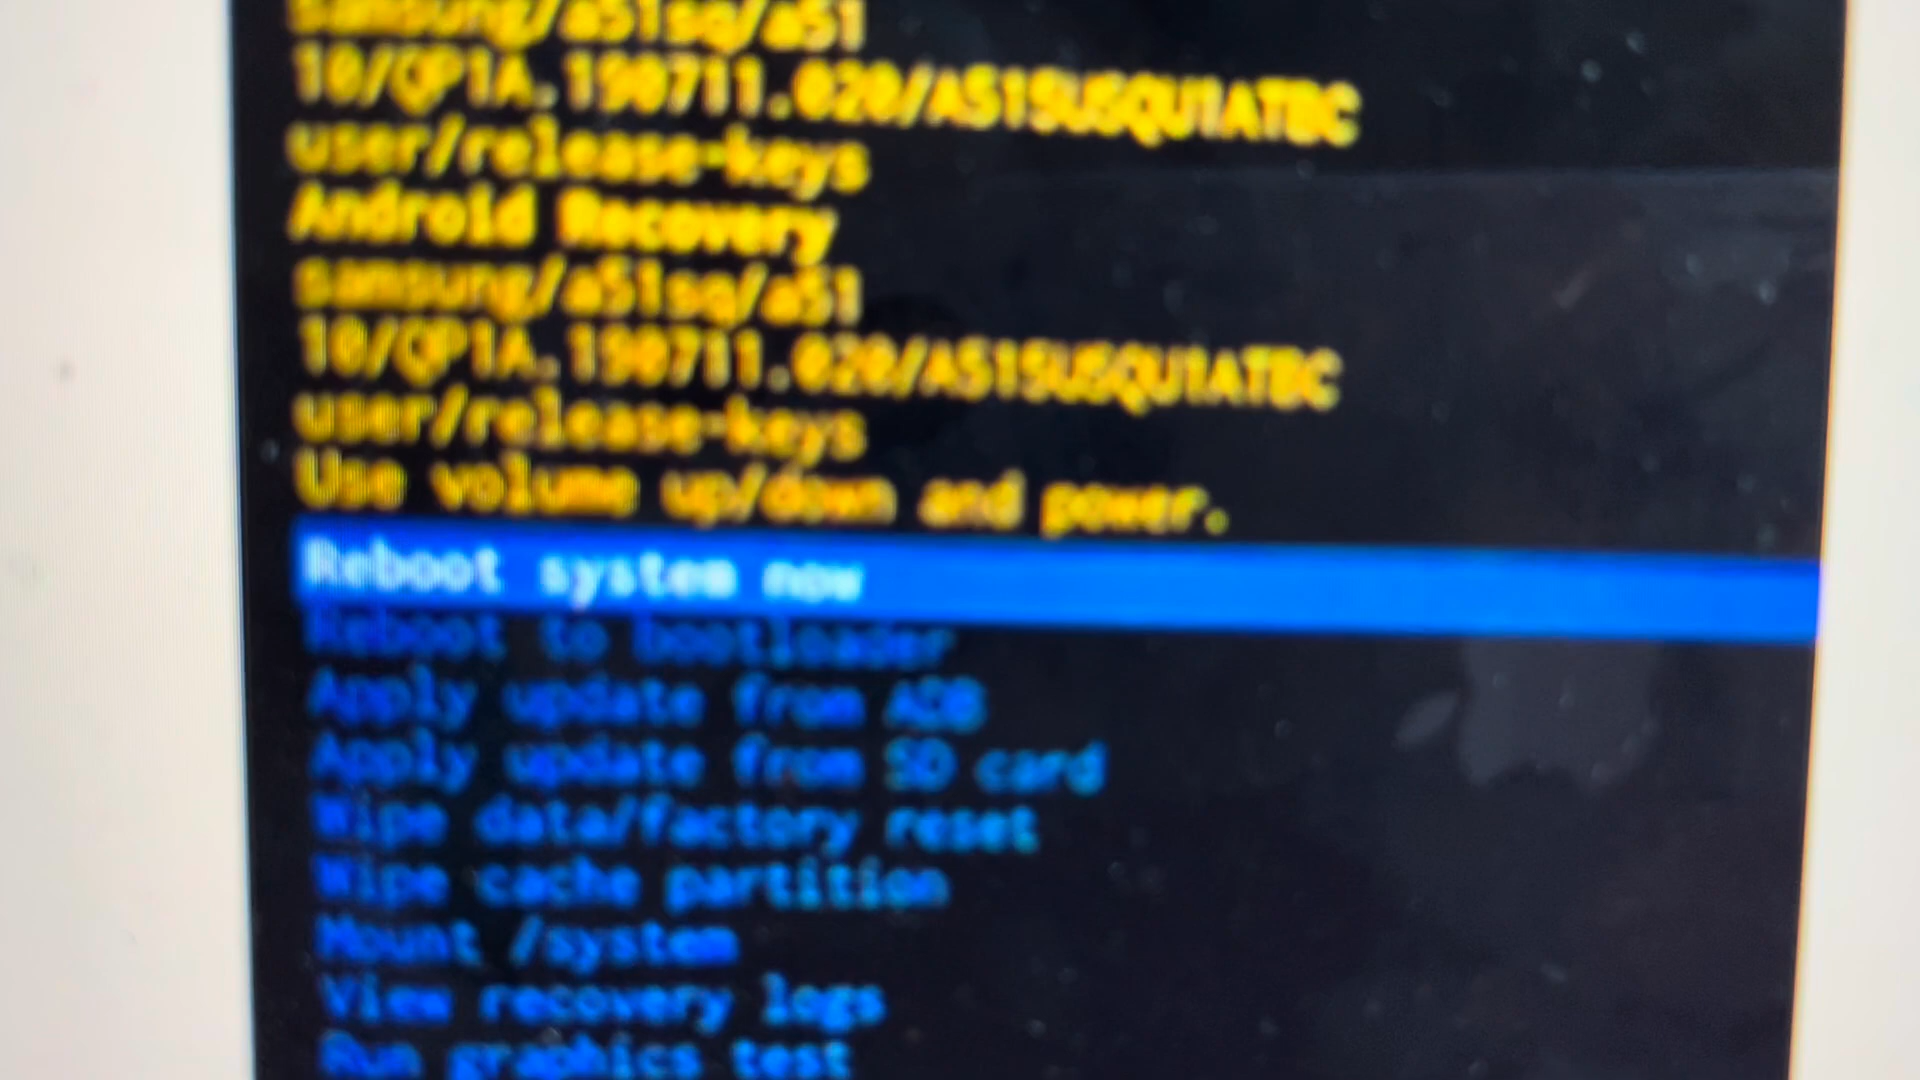 samsung/a51sq/a51
10/QP1A.190711.020/A515USQU1ATBC
user/release-keys
Android Recovery
samsung/a51sq/a51
10/QP1A.190711.020/A515USQU1ATBC
user/release-keys
Use volume up/down and power.
Reboot system now
Reboot to bootloader
Apply update from ADB
Apply update from SD card
Wipe data/factory reset
Wipe cache partition
Mount /system
View recovery logs
Run graphics test